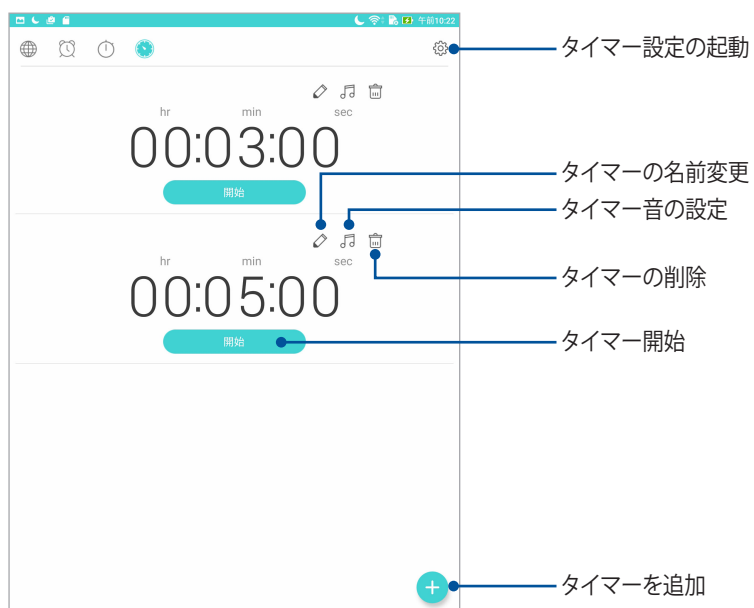 午前10:22
タイマー設定の起動
hr min sec
00:03:00
開始
タイマーの名前変更
タイマー音の設定
hr min sec
00:05:00
タイマーの削除
開始
タイマー開始
タイマーを追加